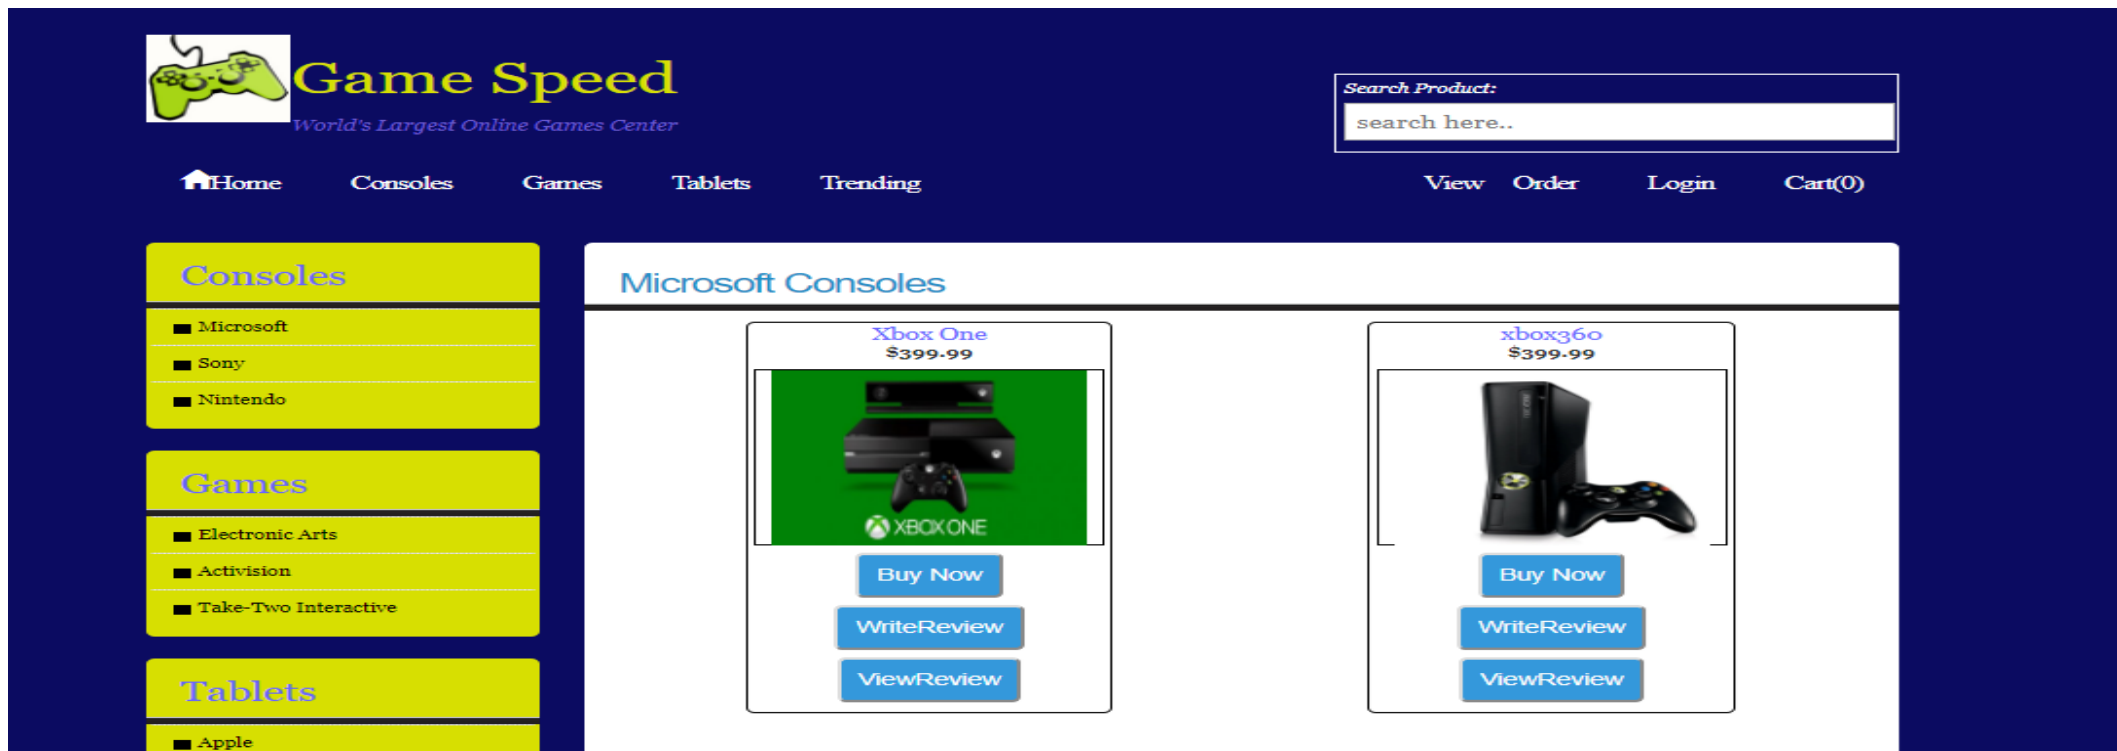 Game Speed
World's Largest Online Games Center
Search Product:
search here..
Home Consoles Games Tablets Trending View Order Login Cart(0)
Consoles
Microsoft
Sony
Nintendo
Games
Electronic Arts
Activision
Take-Two Interactive
Tablets
Apple
Microsoft Consoles
Xbox One
$399.99
XBOX ONE
Buy Now
WriteReview
ViewReview
xbox360
$399.99
Buy Now
WriteReview
ViewReview